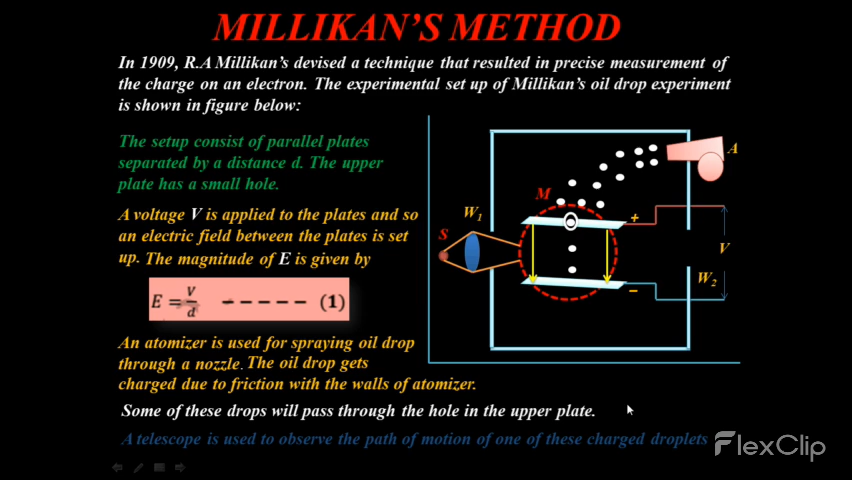 MILLIKAN'S METHOD
In 1909, R.A Millikan's devised a technique that resulted in precise measurement of
the charge on an electron. The experimental set up of Millikan's oil drop experiment
is shown in figure below:
The setup consist of parallel plates
separated by a distance d. The upper
plate has a small hole.
A voltage V is applied to the plates and so
an electric field between the plates is set
up. The magnitude of E is given by
E = V/d - - - - - - (1)
An atomizer is used for spraying oil drop
through a nozzle. The oil drop gets
charged due to friction with the walls of atomizer.
Some of these drops will pass through the hole in the upper plate.
A telescope is used to observe the path of motion of one of these charged droplets
A
M
W1
S
+
V
W2
−
FlexClip